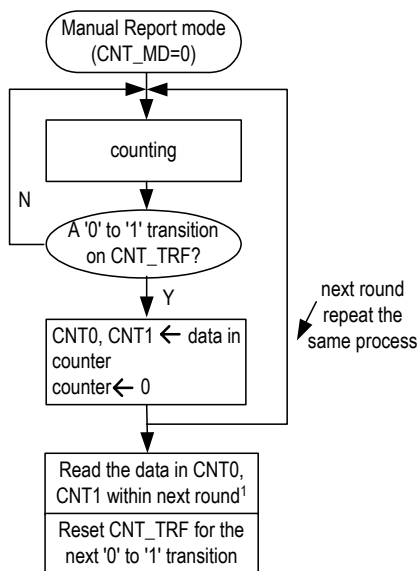 Manual Report mode
(CNT_MD=0)
counting
N
A '0' to '1' transition
on CNT_TRF?
Y
CNT0, CNT1 ← data in
counter
counter← 0
next round
repeat the
same process
Read the data in CNT0,
CNT1 within next round¹
Reset CNT_TRF for the
next '0' to '1' transition